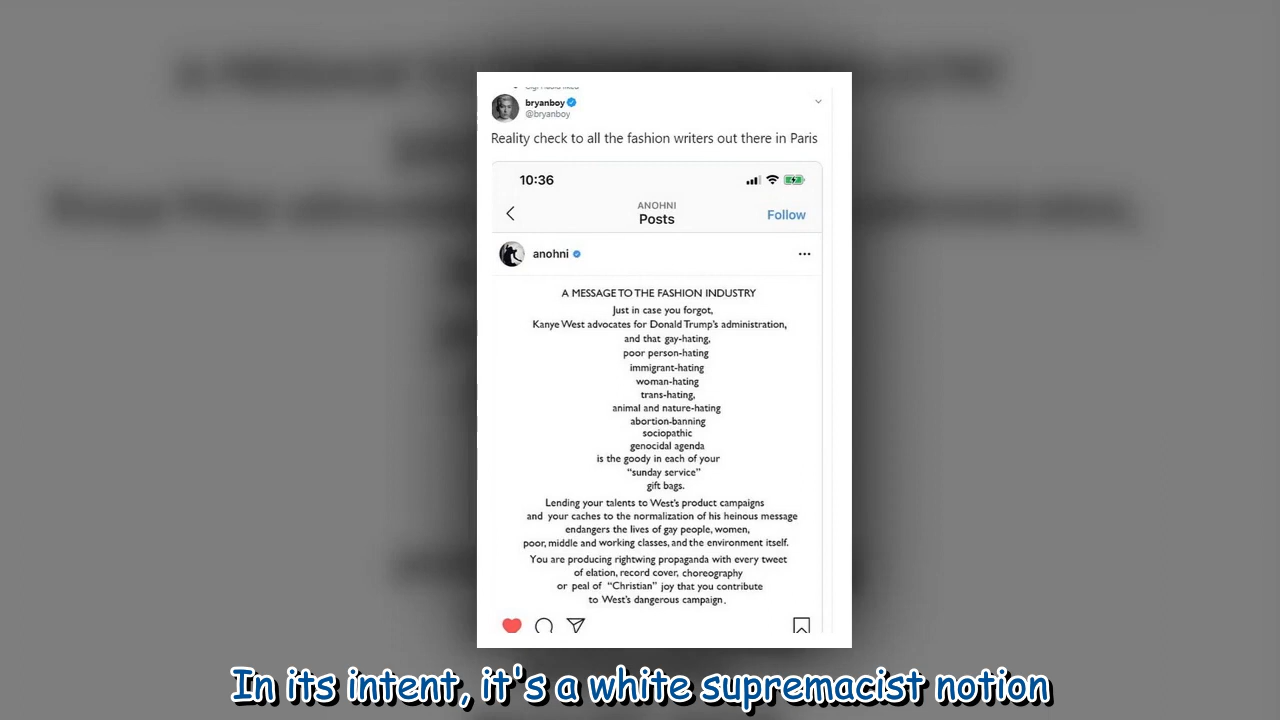 bryanboy
@bryanboy
Reality check to all the fashion writers out there in Paris
10:36
ANOHNI
Posts
Follow
anohni
A MESSAGE TO THE FASHION INDUSTRY
Just in case you forgot,
Kanye West advocates for Donald Trump's administration,
and that gay-hating,
poor person-hating
immigrant-hating
woman-hating
trans-hating,
animal and nature-hating
abortion-banning
sociopathic
genocidal agenda
is the goody in each of your
"sunday service"
gift bags.
Lending your talents to West's product campaigns
and your caches to the normalization of his heinous message
endangers the lives of gay people, women,
poor, middle and working classes, and the environment itself.
You are producing rightwing propaganda with every tweet
of elation, record cover, choreography
or peal of "Christian" joy that you contribute
to West's dangerous campaign.
In its intent, it's a white supremacist notion